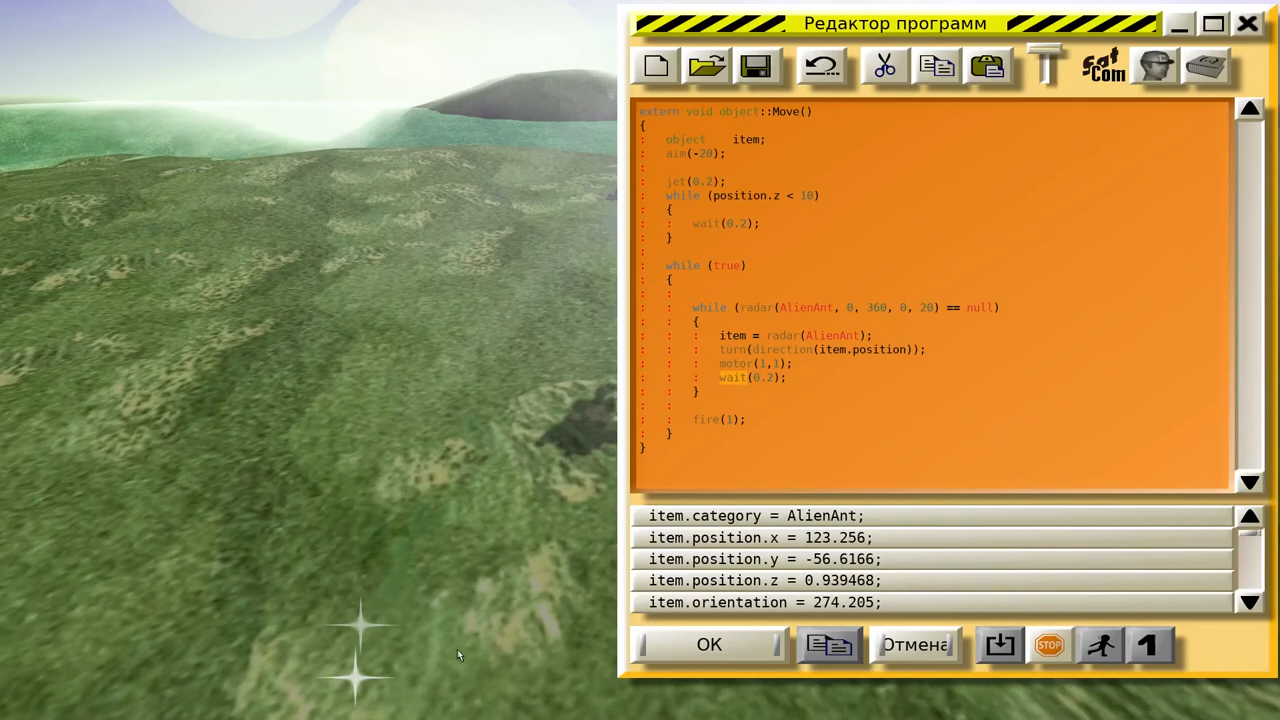 Редактор программ
Sat Com
extern void object::Move()
{
:   object    item;
:   aim(-20);
:
:   jet(0.2);
:   while (position.z < 10)
:   {
:   :   wait(0.2);
:   }
:
:   while (true)
:   {
:   :
:   :   while (radar(AlienAnt, 0, 360, 0, 20) == null)
:   :   {
:   :   :   item = radar(AlienAnt);
:   :   :   turn(direction(item.position));
:   :   :   motor(1,1);
:   :   :   wait(0.2);
:   :   }
:   :
:   :   fire(1);
:   }
}
item.category = AlienAnt;
item.position.x = 123.256;
item.position.y = -56.6166;
item.position.z = 0.939468;
item.orientation = 274.205;
OK
Отмена
STOP
1